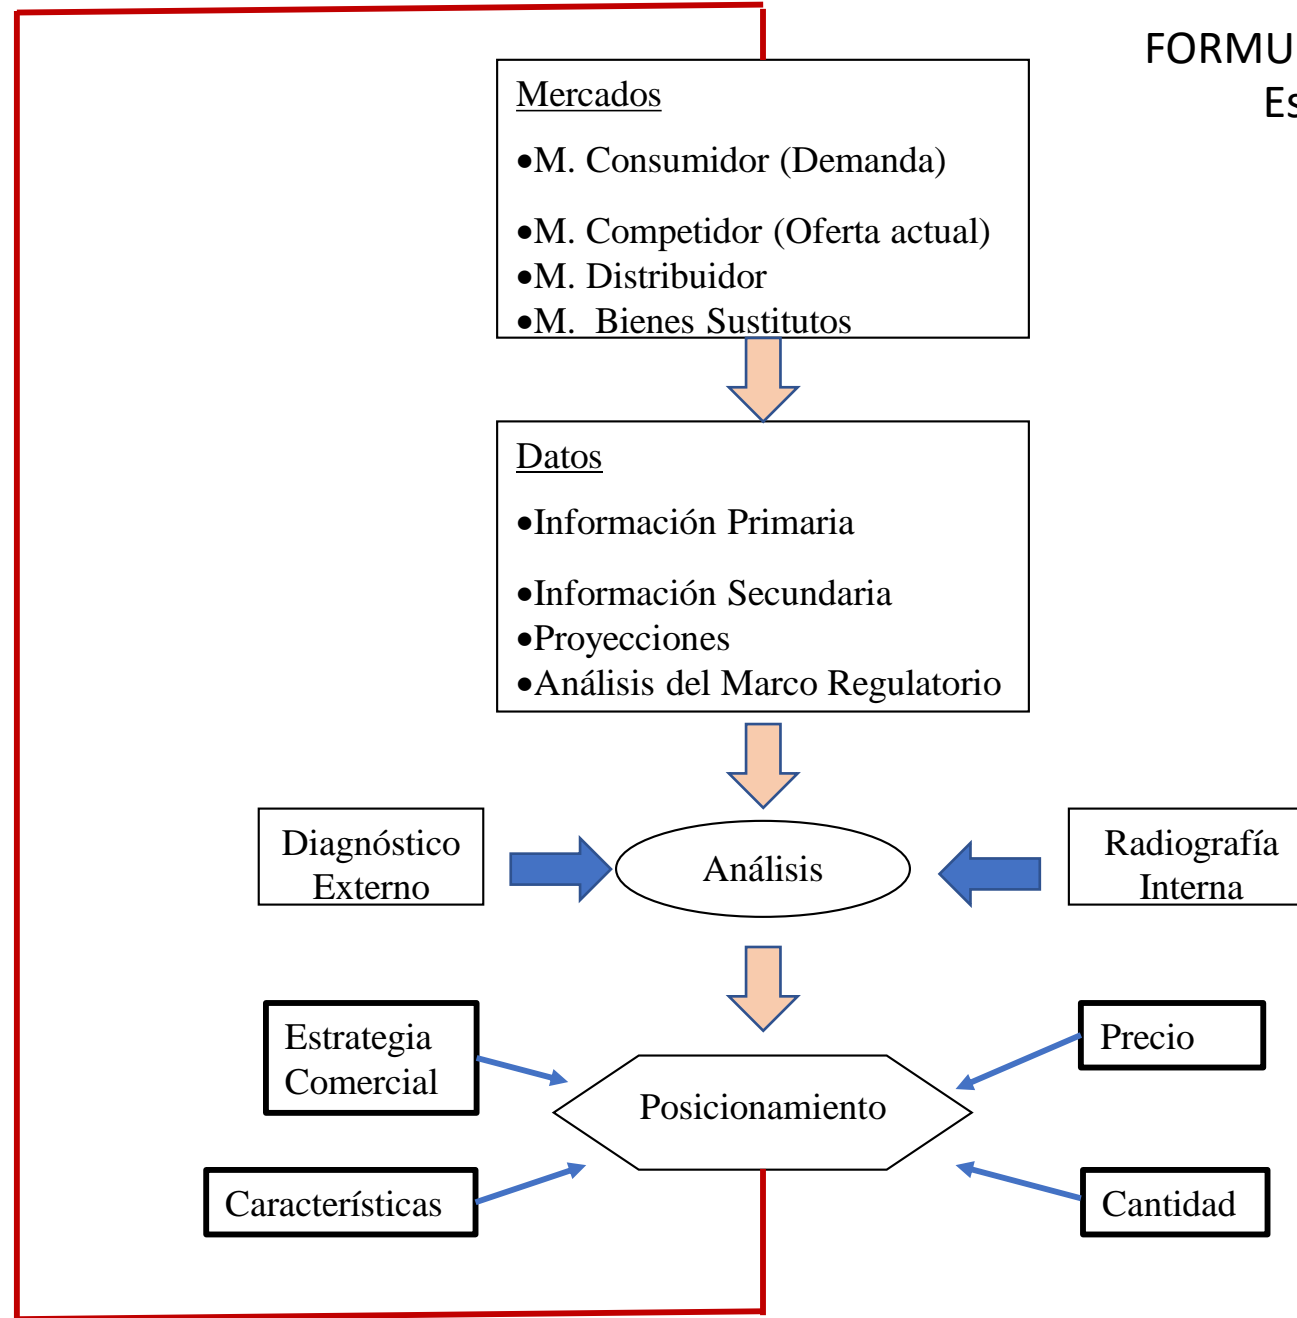 FORMU
Es
Mercados
•M. Consumidor (Demanda)
•M. Competidor (Oferta actual)
•M. Distribuidor
•M. Bienes Sustitutos
Datos
•Información Primaria
•Información Secundaria
•Proyecciones
•Análisis del Marco Regulatorio
Diagnóstico
Externo
Análisis
Radiografía
Interna
Estrategia
Comercial
Precio
Posicionamiento
Características
Cantidad